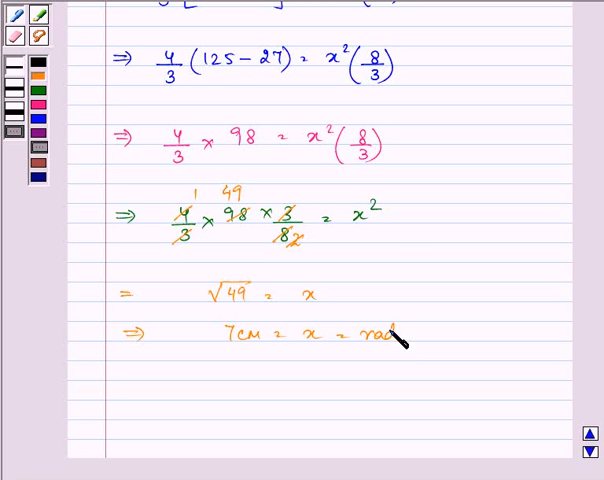 ⇒ 4/3 (125 - 27) = x² (8/3)
⇒ 4/3 × 98 = x² (8/3)
1 49
⇒ 4/3 × 98 × 3/8 2 = x²
= √49 = x
⇒ 7cm = x = rad